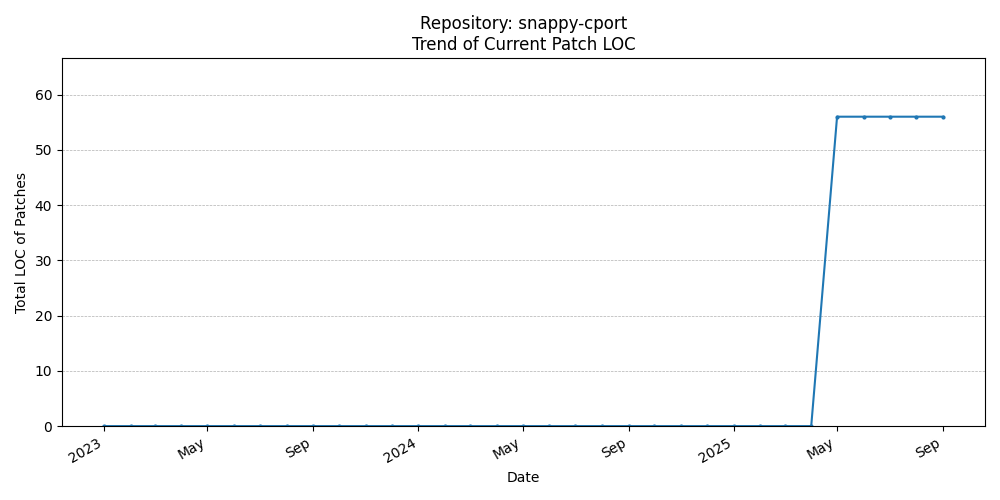 Repository: snappy-cport
Trend of Current Patch LOC
Total LOC of Patches
60
50
40
30
20
10
0
2023
May
Sep
2024
May
Sep
2025
May
Sep
Date